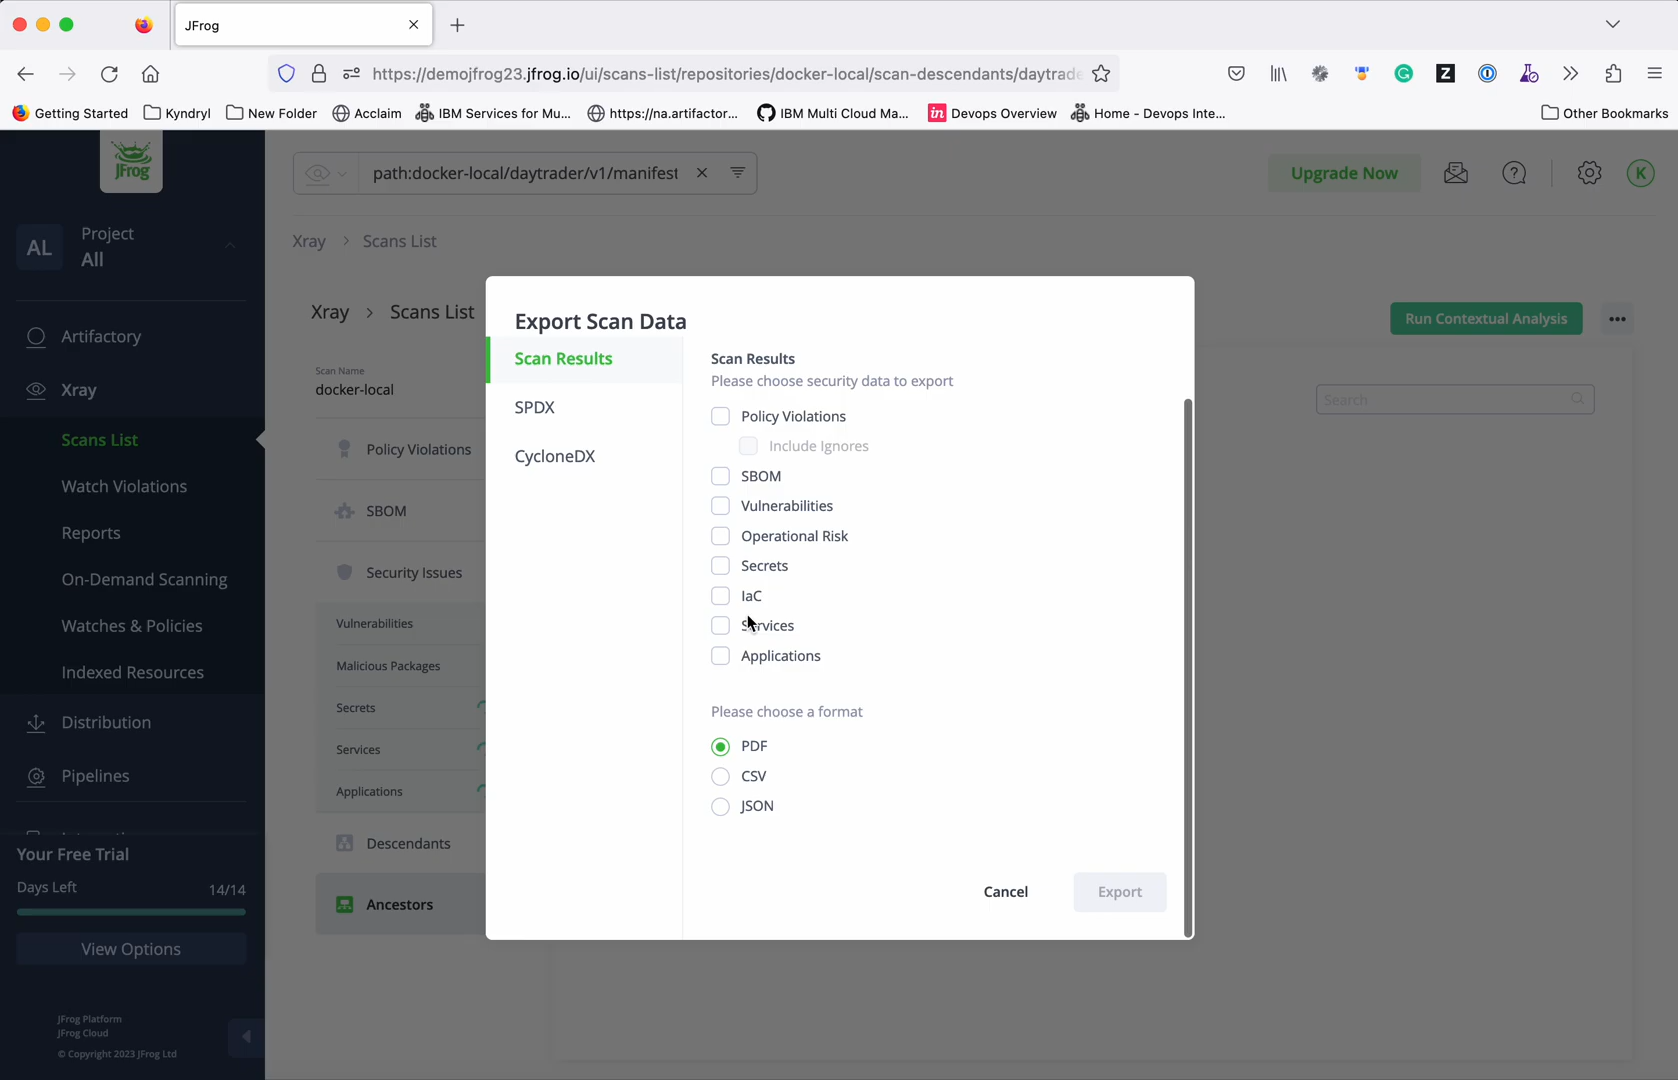 JFrog
https://demojfrog23.jfrog.io/ui/scans-list/repositories/docker-local/scan-descendants/daytrade
Getting Started Kyndryl New Folder Acclaim IBM Services for Mu... https://na.artifactor... IBM Multi Cloud Ma... Devops Overview Home - Devops Inte... Other Bookmarks
JFrog
path:docker-local/daytrader/v1/manifest
Upgrade Now
K
AL
Project
All
Xray > Scans List
Xray > Scans List
Run Contextual Analysis
Artifactory
Xray
Scans List
Watch Violations
Reports
On-Demand Scanning
Watches & Policies
Indexed Resources
Distribution
Pipelines
Your Free Trial
Days Left 14/14
View Options
JFrog Platform
JFrog Cloud
© Copyright 2023 JFrog Ltd
Scan Name
docker-local
Policy Violations
SBOM
Security Issues
Vulnerabilities
Malicious Packages
Secrets
Services
Applications
Descendants
Ancestors
Search
Export Scan Data
Scan Results
SPDX
CycloneDX
Scan Results
Please choose security data to export
Policy Violations
Include Ignores
SBOM
Vulnerabilities
Operational Risk
Secrets
IaC
Services
Applications
Please choose a format
PDF
CSV
JSON
Cancel
Export